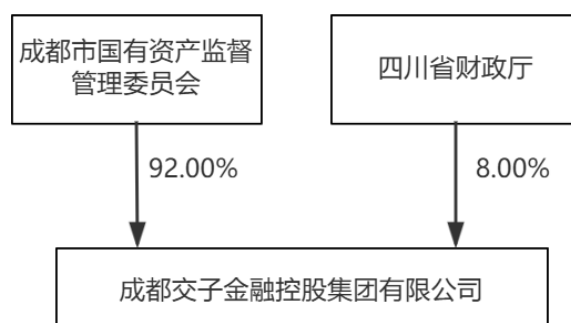 成都市国有资产监督
管理委员会
四川省财政厅
92.00%
8.00%
成都交子金融控股集团有限公司